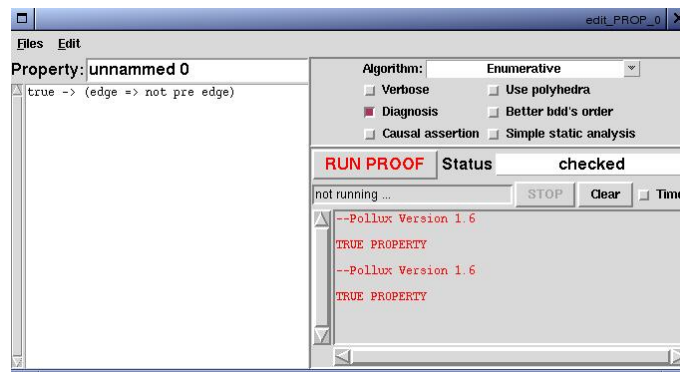 edit_PROP_0
Files Edit
Property: unnammed 0
true -> (edge => not pre edge)
Algorithm: Enumerative
Verbose Use polyhedra
Diagnosis Better bdd's order
Causal assertion Simple static analysis
RUN PROOF Status checked
not running ... STOP Clear Time
--Pollux Version 1.6
TRUE PROPERTY
--Pollux Version 1.6
TRUE PROPERTY